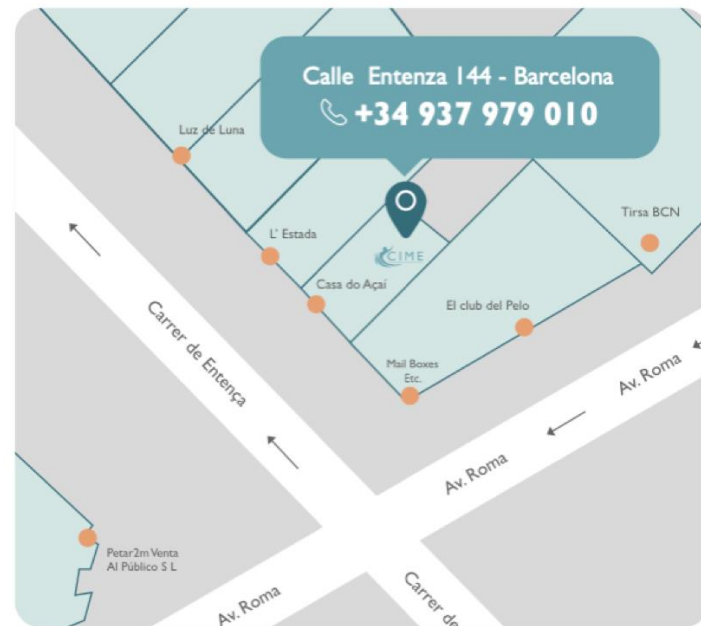 Calle Entenza 144 - Barcelona
+34 937 979 010
Luz de Luna
Tirsa BCN
L' Estada
CIME
Casa do Açaí
El club del Pelo
Carrer de Entença
Mail Boxes
Etc.
Av. Roma
Av. Roma
Petar2m Venta
Al Público S L
Av. Roma
Carrer de